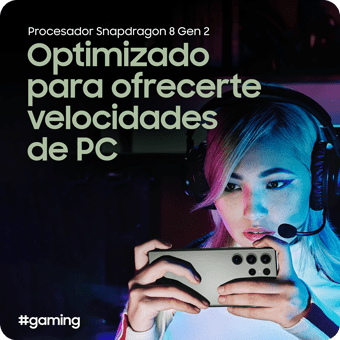 Procesador Snapdragon 8 Gen 2
Optimizado
para ofrecerte
velocidades
de PC
#gaming